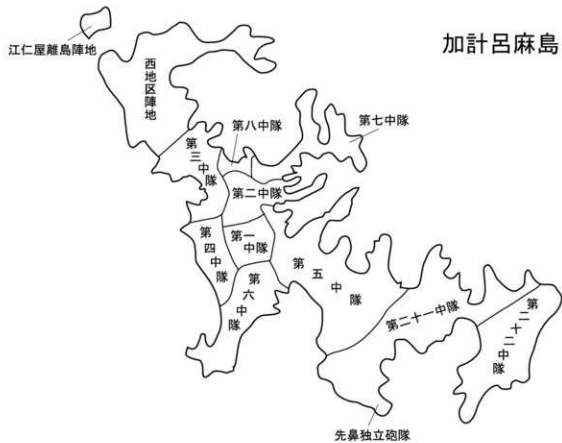 加計呂麻島
江仁屋離島陣地
西地区陣地
第八中隊
第七中隊
第三中隊
第二中隊
第四中隊
第一中隊
第六中隊
第五中隊
第二十一中隊
第二十二中隊
先鼻独立砲隊